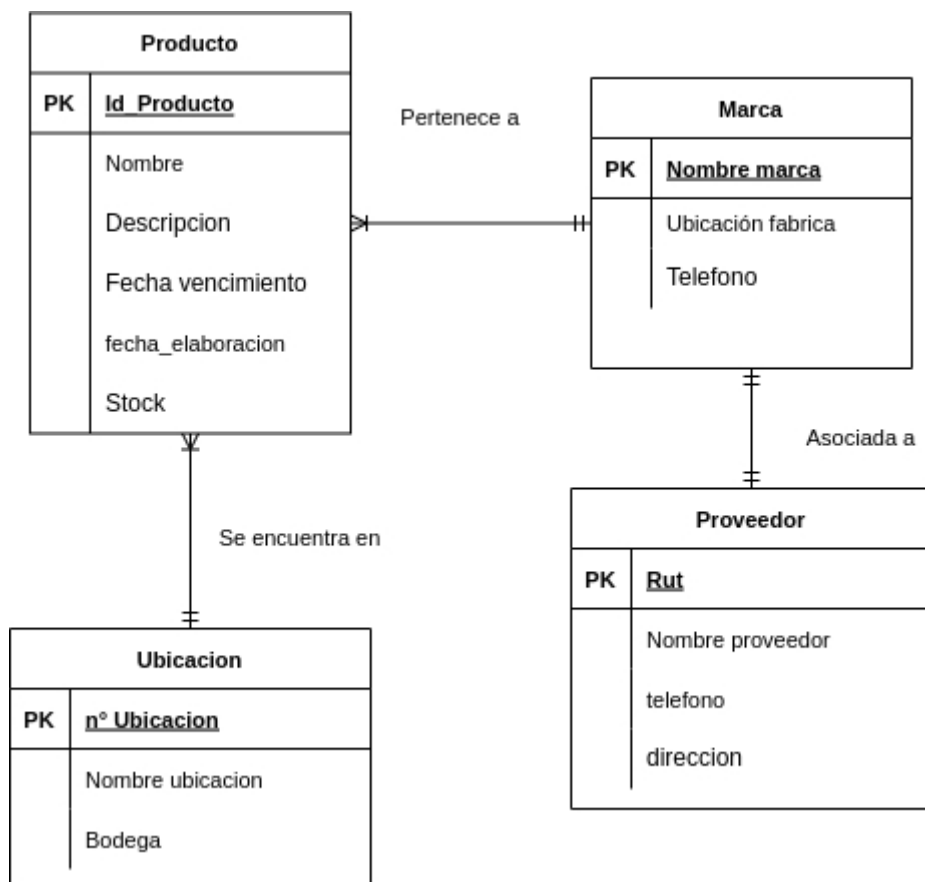 Producto
PK Id_Producto
Nombre
Descripcion
Fecha vencimiento
fecha_elaboracion
Stock
Pertenece a
Marca
PK Nombre marca
Ubicación fabrica
Telefono
Asociada a
Proveedor
PK Rut
Nombre proveedor
telefono
direccion
Se encuentra en
Ubicacion
PK n° Ubicacion
Nombre ubicacion
Bodega